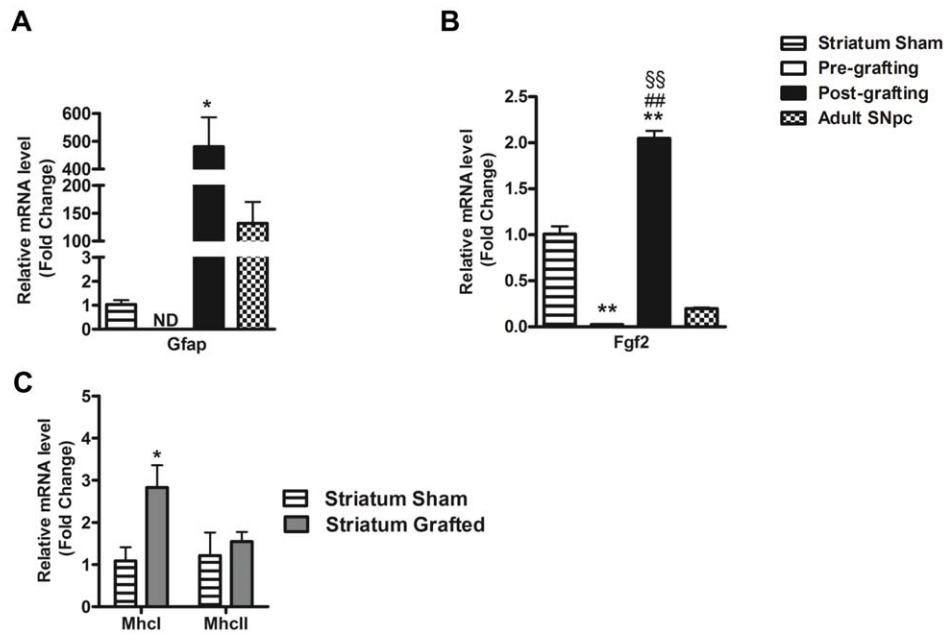 A
Relative mRNA level
(Fold Change)
600
500
400
200
150
100
3
2
1
0
*
ND
Gfap
B
Relative mRNA level
(Fold Change)
2.5
2.0
1.0
0.5
0.0
**
§§
##
**
Fgf2
Striatum Sham
Pre-grafting
Post-grafting
Adult SNpc
C
Relative mRNA level
(Fold Change)
5
4
3
2
1
0
*
MhcI
MhcII
Striatum Sham
Striatum Grafted